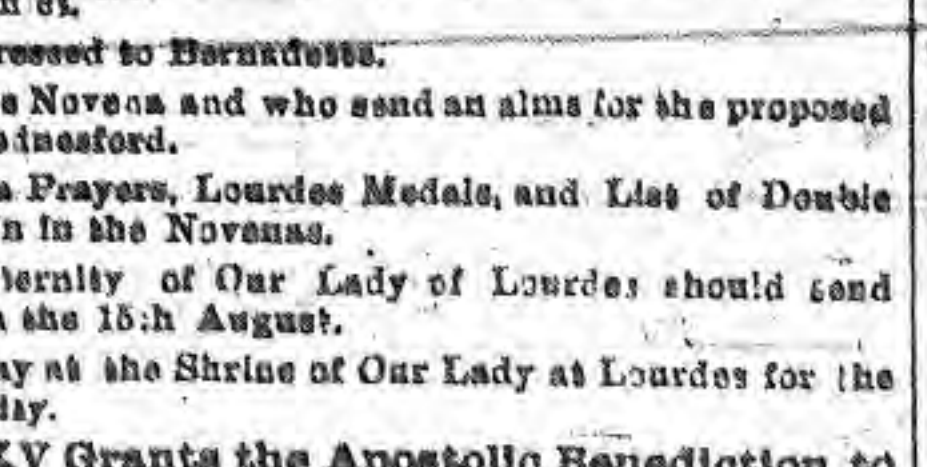 ressed to Bernadette.
e Novena and who send an alms for the proposed
ednesford.
a Prayers, Lourdes Medals, and List of Double
n in the Novenas.
ternity of Our Lady of Lourdes should send
the 15th August.
ay at the Shrine of Our Lady at Lourdes for the
ity.
XV Grants the Apostolic Benediction to